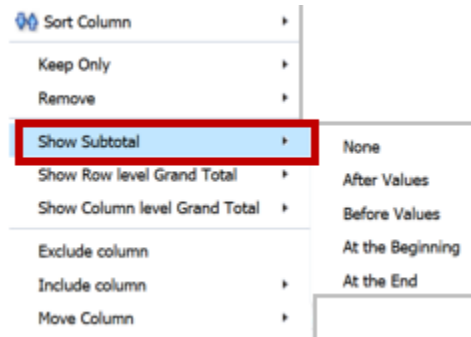 Sort Column
Keep Only
Remove
Show Subtotal
Show Row level Grand Total
Show Column level Grand Total
Exclude column
Include column
Move Column
None
After Values
Before Values
At the Beginning
At the End